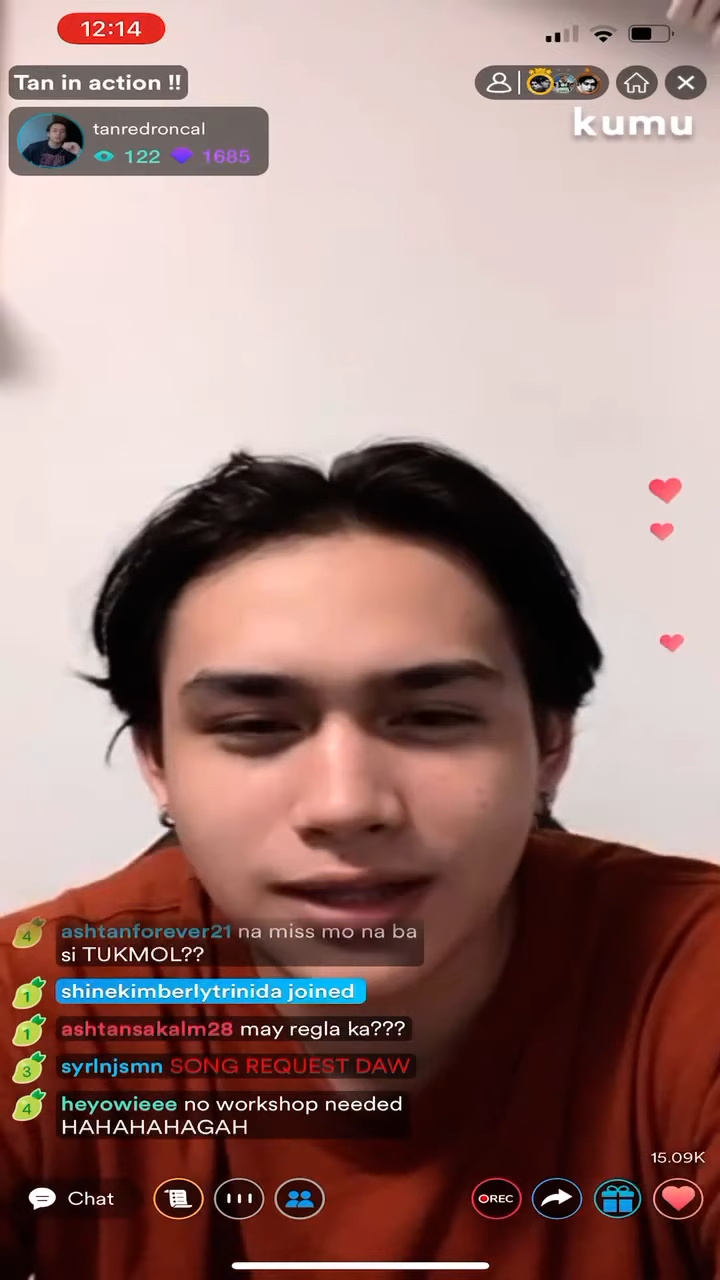 12:14
Tan in action !!
kumu
tanredroncal
122 1685
4 ashtanforever21 na miss mo na ba
si TUKMOL??
1 shinekimberlytrinida joined
1 ashtansakalm28 may regla ka???
3 syrlnjsmn SONG REQUEST DAW
4 heyowieee no workshop needed
HAHAHAHAGAH
15.09K
Chat
REC